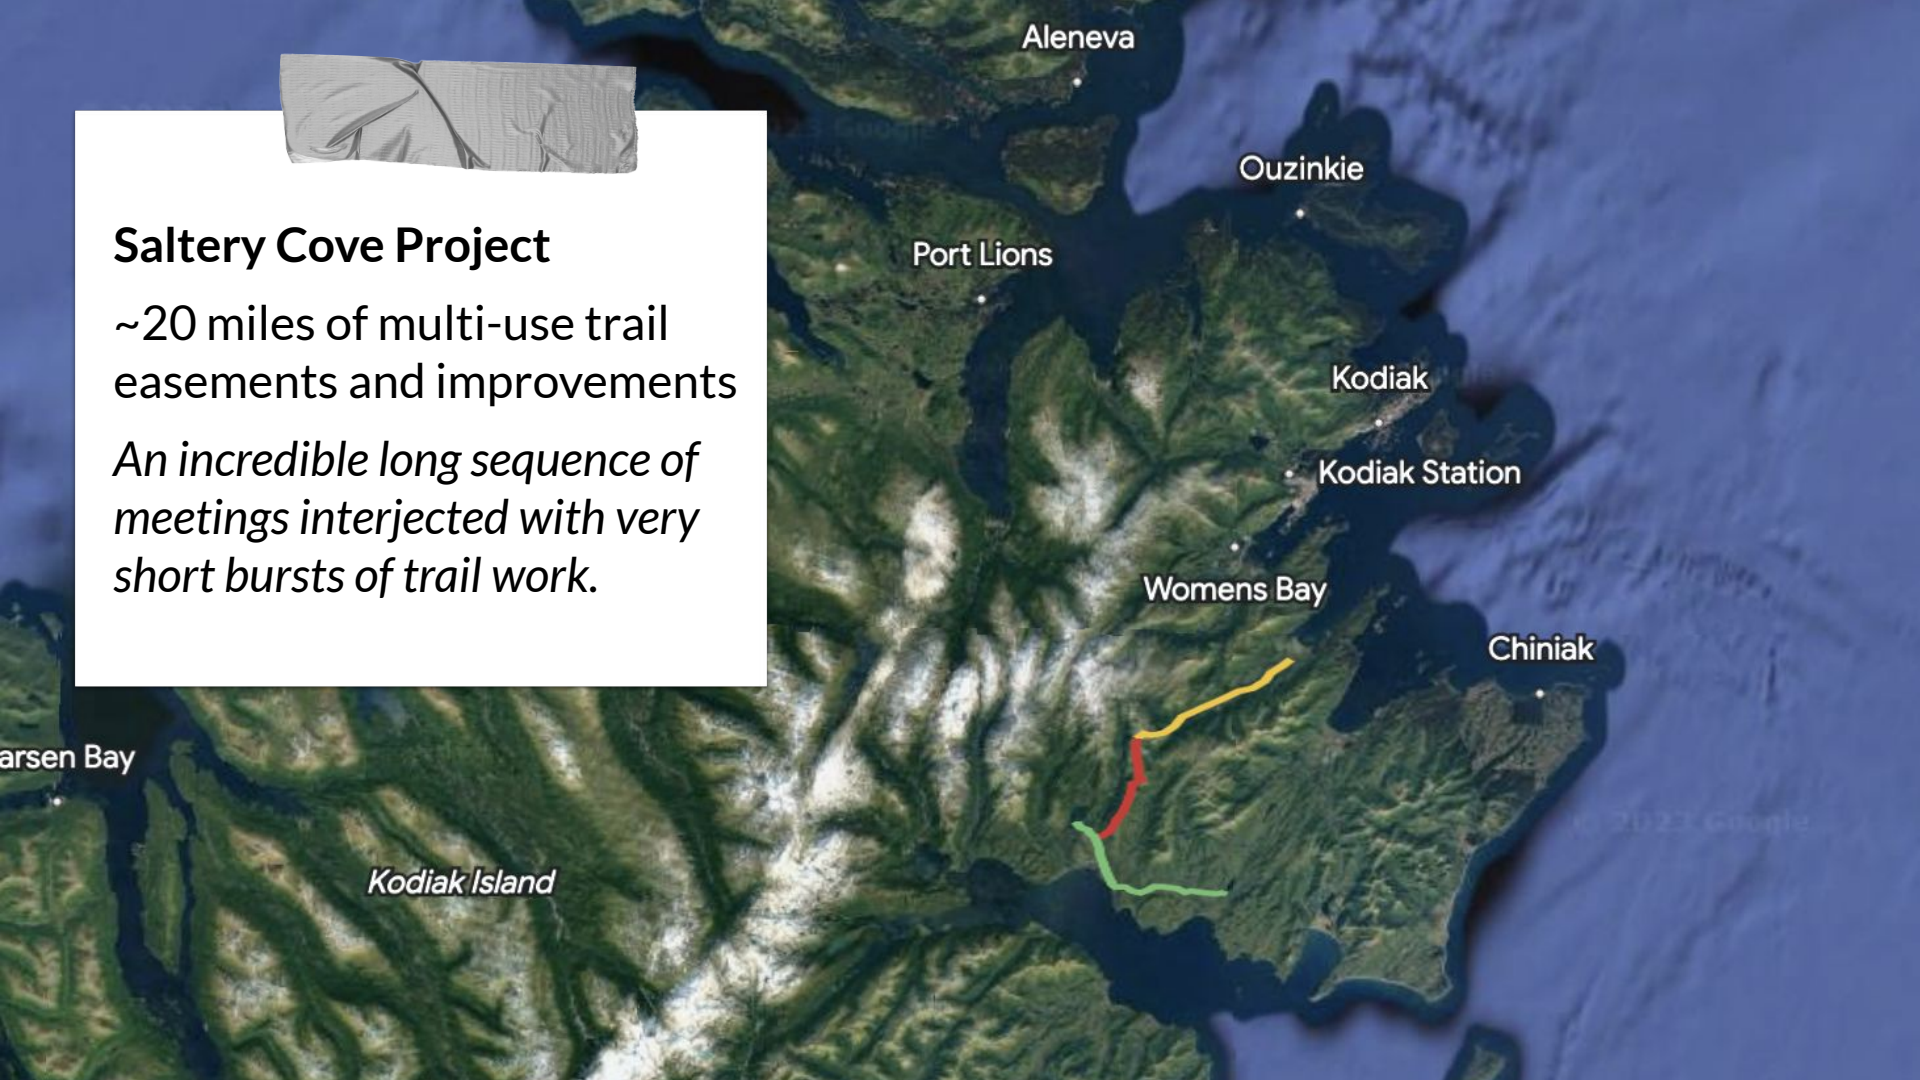 Saltery Cove Project
~20 miles of multi-use trail
easements and improvements
An incredible long sequence of
meetings interjected with very
short bursts of trail work.
Aleneva
Ouzinkie
Port Lions
Kodiak
Kodiak Station
Womens Bay
Chiniak
arsen Bay
Kodiak Island
2023 Google